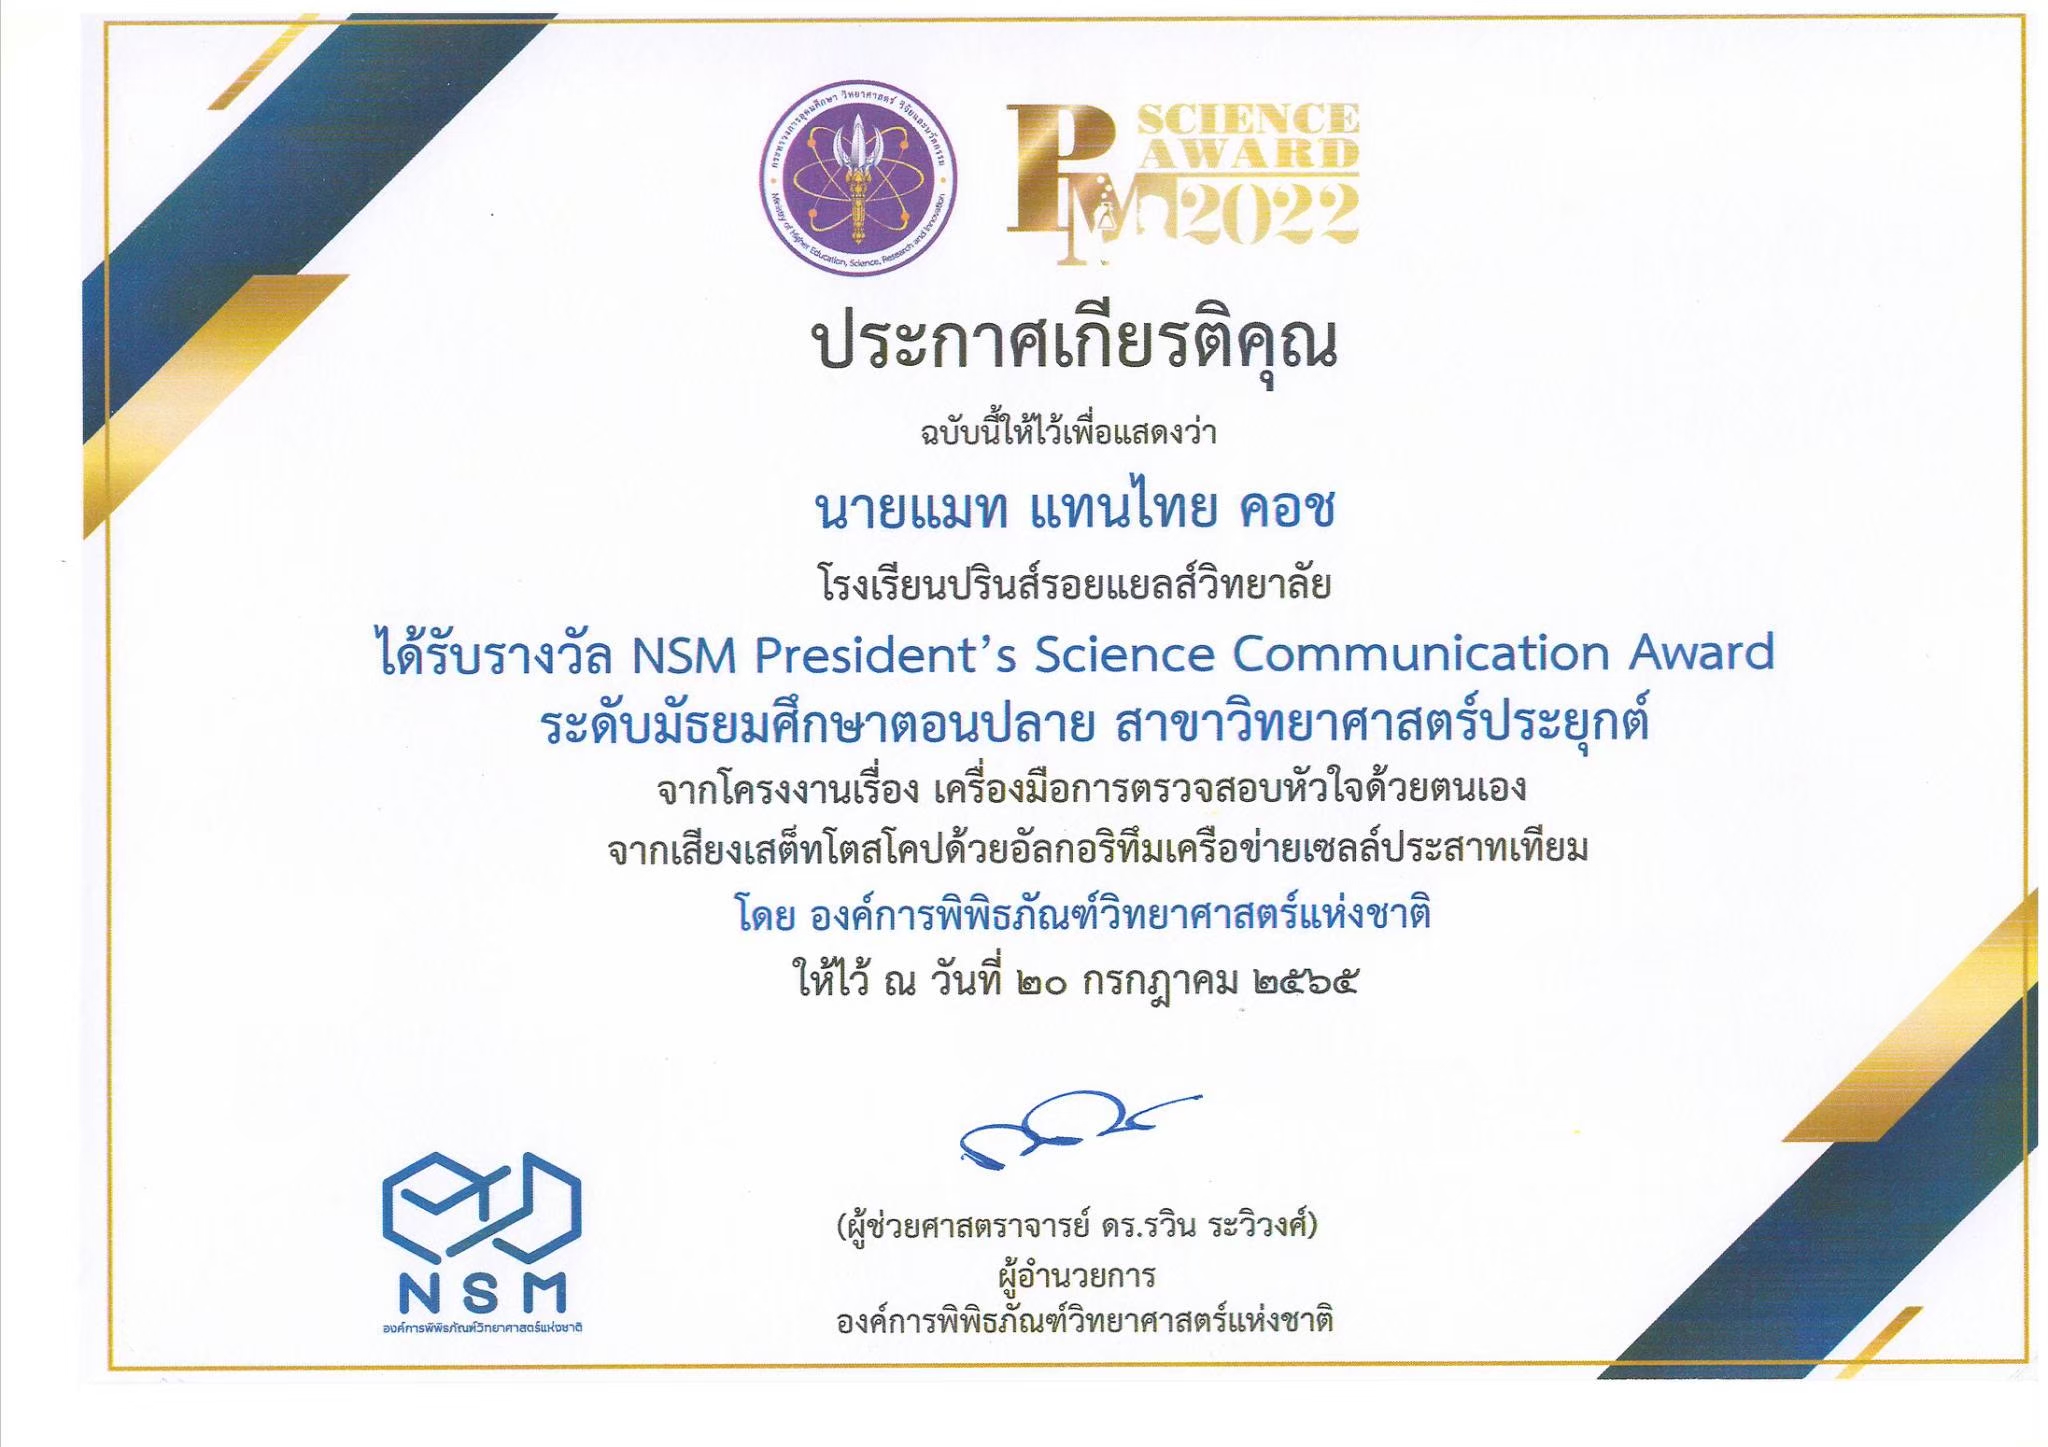 กระทรวงการอุดมศึกษา วิทยาศาสตร์ วิจัยและนวัตกรรม
Ministry of Higher Education, Science, Research and Innovation
PM SCIENCE
AWARD
2022
ประกาศเกียรติคุณ
ฉบับนี้ให้ไว้เพื่อแสดงว่า
นายแมท แทนไทย คอช
โรงเรียนปรินส์รอยแยลส์วิทยาลัย
ได้รับรางวัล NSM President's Science Communication Award
ระดับมัธยมศึกษาตอนปลาย สาขาวิทยาศาสตร์ประยุกต์
จากโครงงานเรื่อง เครื่องมือการตรวจสอบหัวใจด้วยตนเอง
จากเสียงเสต็ทโตสโคปด้วยอัลกอริทึมเครือข่ายเซลล์ประสาทเทียม
โดย องค์การพิพิธภัณฑ์วิทยาศาสตร์แห่งชาติ
ให้ไว้ ณ วันที่ ๒๐ กรกฎาคม ๒๕๖๕
(ผู้ช่วยศาสตราจารย์ ดร.รวิน ระวิวงศ์)
ผู้อำนวยการ
องค์การพิพิธภัณฑ์วิทยาศาสตร์แห่งชาติ
NSM
องค์การพิพิธภัณฑ์วิทยาศาสตร์แห่งชาติ